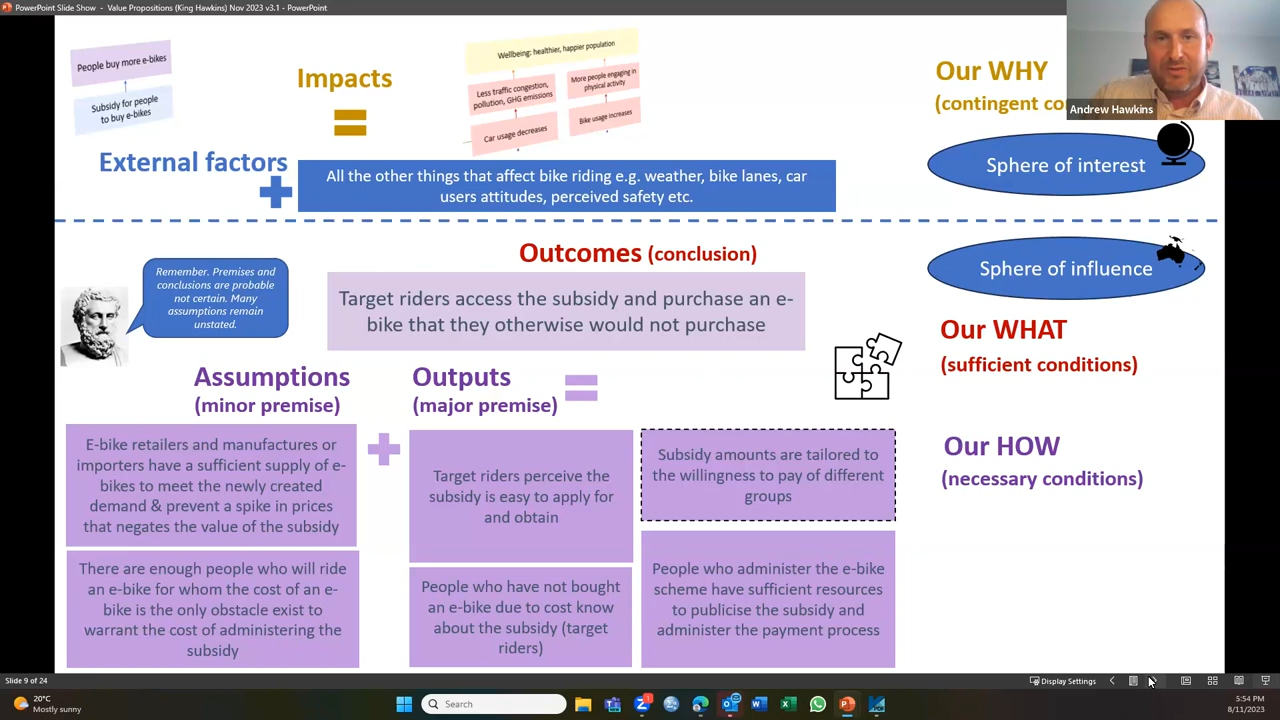 PowerPoint Slide Show - Value Propositions (King Hawkins) Nov 2023 v3.1 - PowerPoint
People buy more e-bikes
Subsidy for people
to buy e-bikes
Impacts
Wellbeing: healthier, happier population
Less traffic congestion,
pollution, GHG emissions
More people engaging in
physical activity
Car usage decreases
Bike usage increases
Our WHY
(contingent co
Andrew Hawkins
External factors
All the other things that affect bike riding e.g. weather, bike lanes, car
users attitudes, perceived safety etc.
Sphere of interest
Outcomes (conclusion)
Sphere of influence
Remember. Premises and
conclusions are probable
not certain. Many
assumptions remain
unstated.
Target riders access the subsidy and purchase an e-
bike that they otherwise would not purchase
Our WHAT
(sufficient conditions)
Assumptions
(minor premise)
Outputs
(major premise)
Our HOW
(necessary conditions)
E-bike retailers and manufactures or
importers have a sufficient supply of e-
bikes to meet the newly created
demand & prevent a spike in prices
that negates the value of the subsidy
Target riders perceive the
subsidy is easy to apply for
and obtain
Subsidy amounts are tailored to
the willingness to pay of different
groups
There are enough people who will ride
an e-bike for whom the cost of an e-
bike is the only obstacle exist to
warrant the cost of administering the
subsidy
People who have not bought
an e-bike due to cost know
about the subsidy (target
riders)
People who administer the e-bike
scheme have sufficient resources
to publicise the subsidy and
administer the payment process
Slide 9 of 24
Display Settings
20°C
Mostly sunny
Search
5:54 PM
8/11/2023